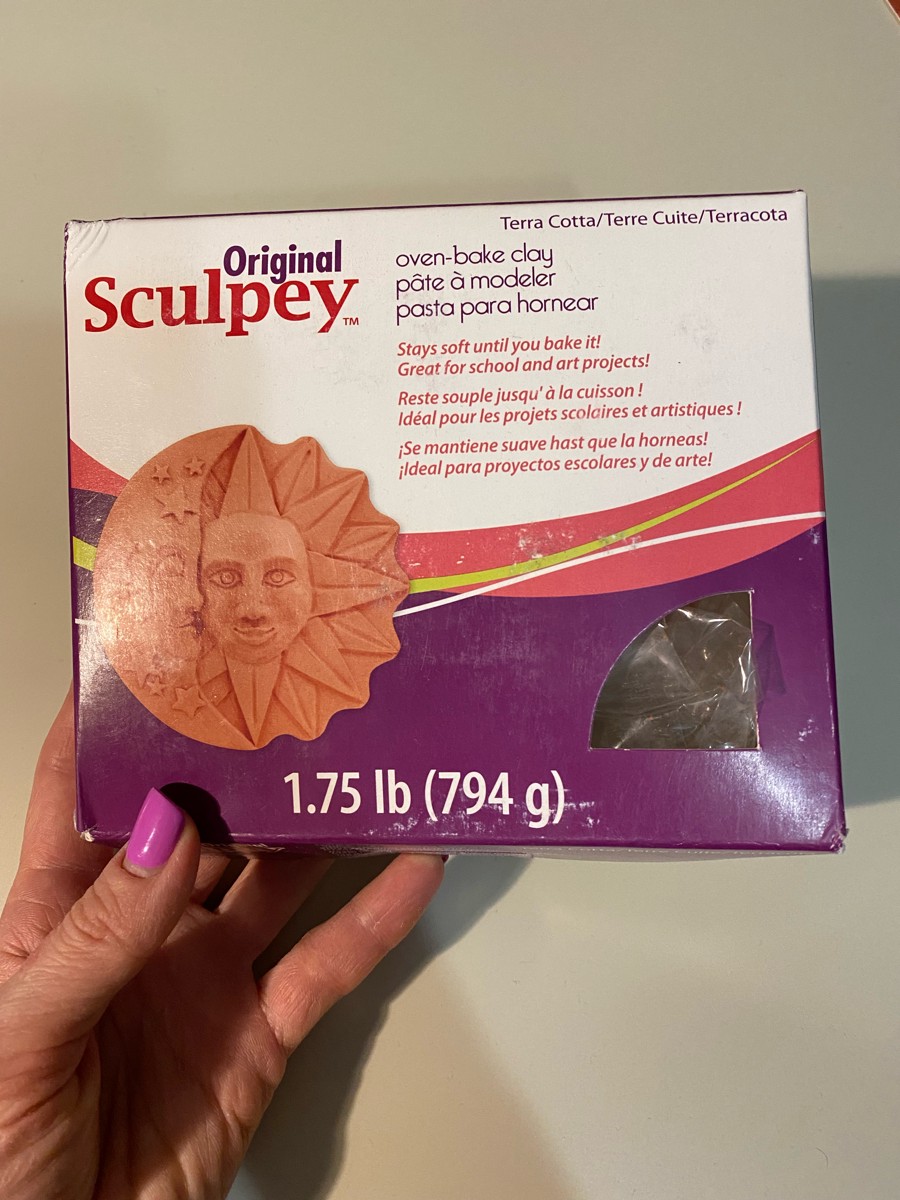 Terra Cotta/Terre Cuite/Terracota
Original
Sculpey™
oven-bake clay
pâte à modeler
pasta para hornear
Stays soft until you bake it!
Great for school and art projects!
Reste souple jusqu' à la cuisson !
Idéal pour les projets scolaires et artistiques !
¡Se mantiene suave hast que la horneas!
¡Ideal para proyectos escolares y de arte!
1.75 lb (794 g)